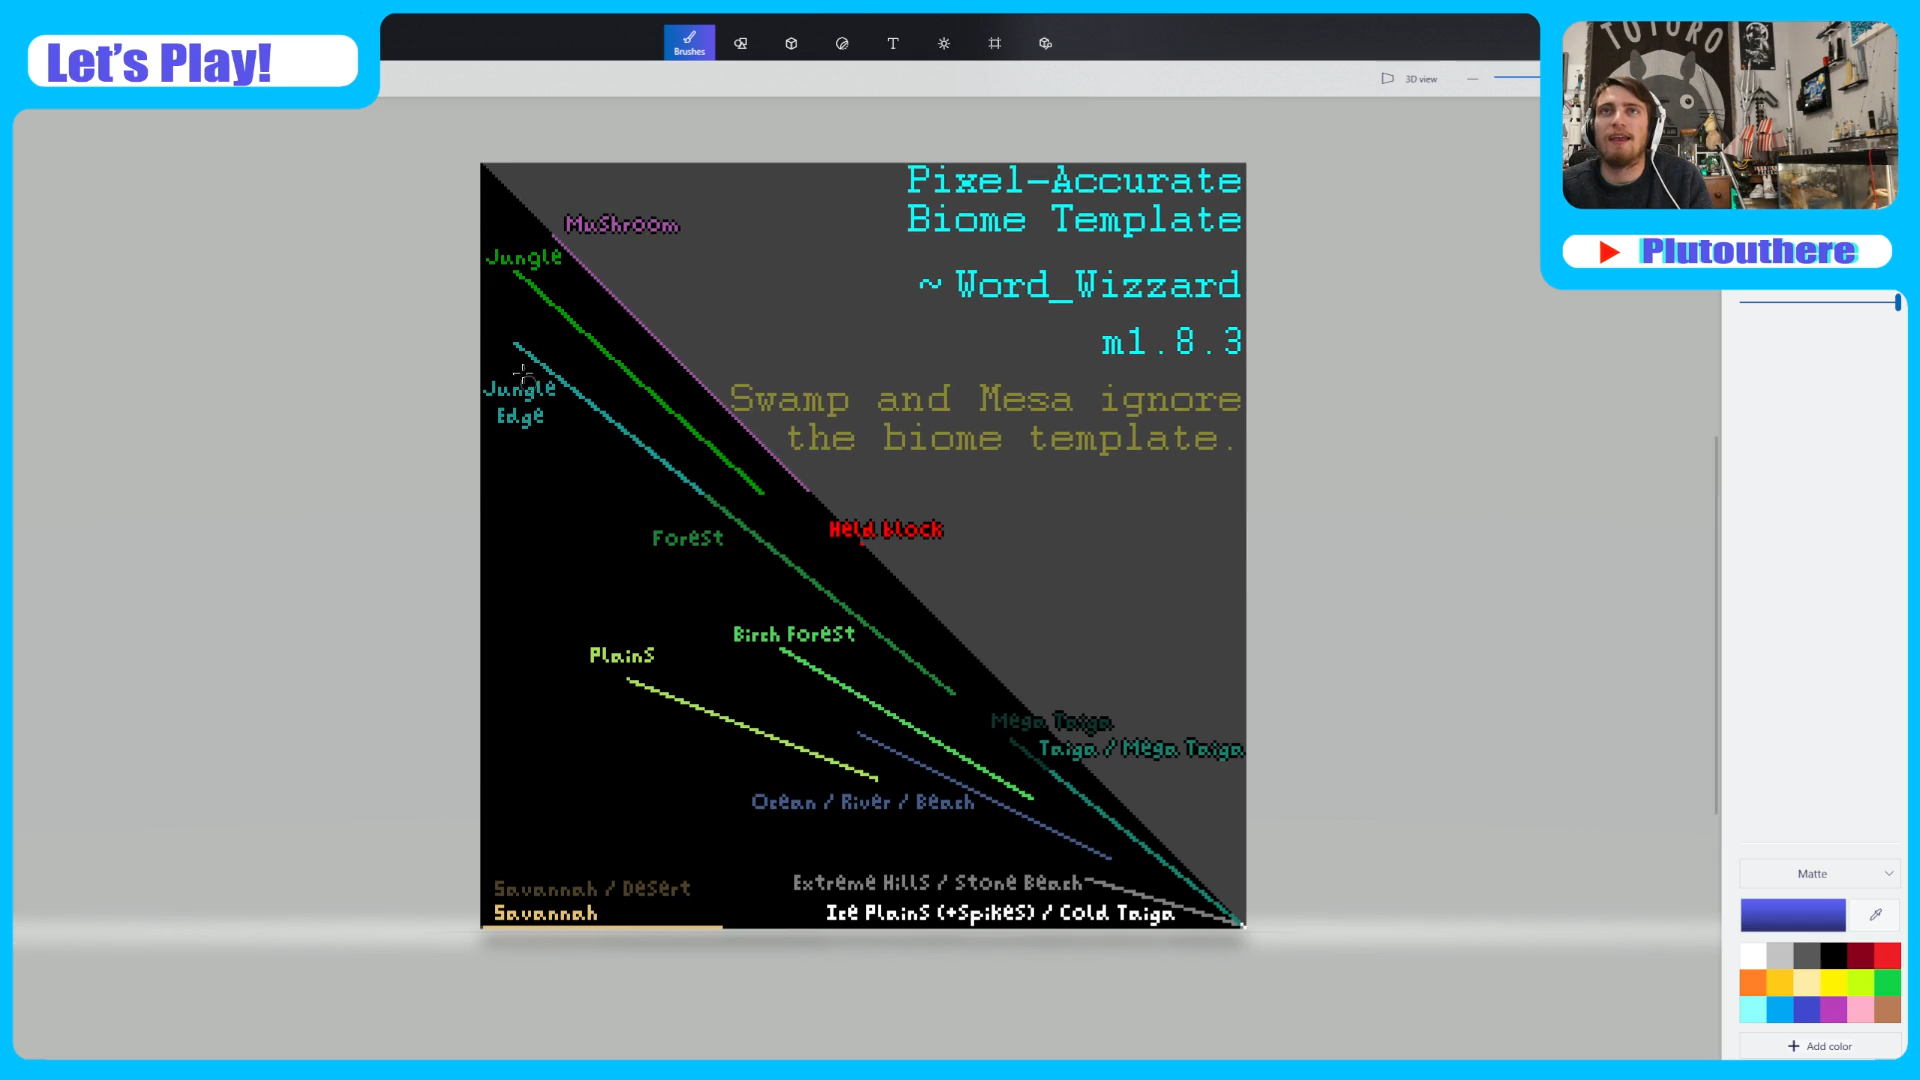 Let's Play!
Brushes
3D view
TOTORO
Plutouthere
Pixel-Accurate
Biome Template
~ Word_Wizzard
m1.8.3
Swamp and Mesa ignore
the biome template.
Mushroom
Jungle
Jungle
Edge
Forest
Held block
Birch Forest
Plains
Mega Taiga
Taiga / Mega Taiga
Ocean / River / Beach
Extreme Hills / Stone Beach
Savannah / Desert
Savannah
Ice Plains (+Spikes) / Cold Taiga
Matte
Add color